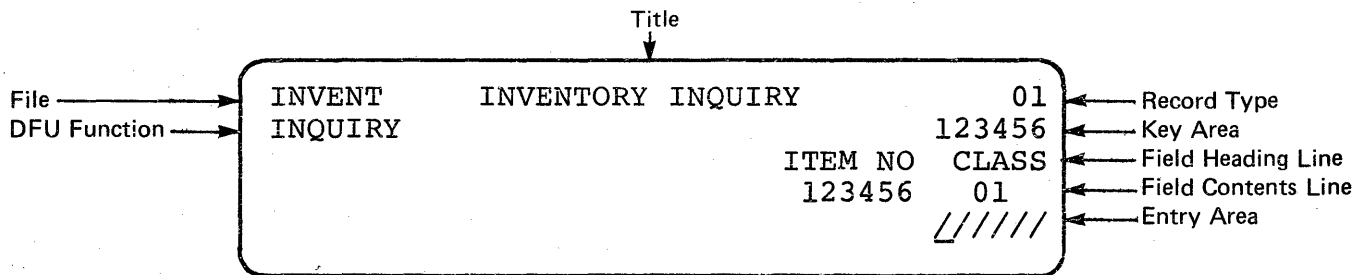 Title
File INVENT INVENTORY INQUIRY 01 Record Type
DFU Function INQUIRY 123456 Key Area
ITEM NO CLASS Field Heading Line
123456 01 Field Contents Line
//////  Entry Area